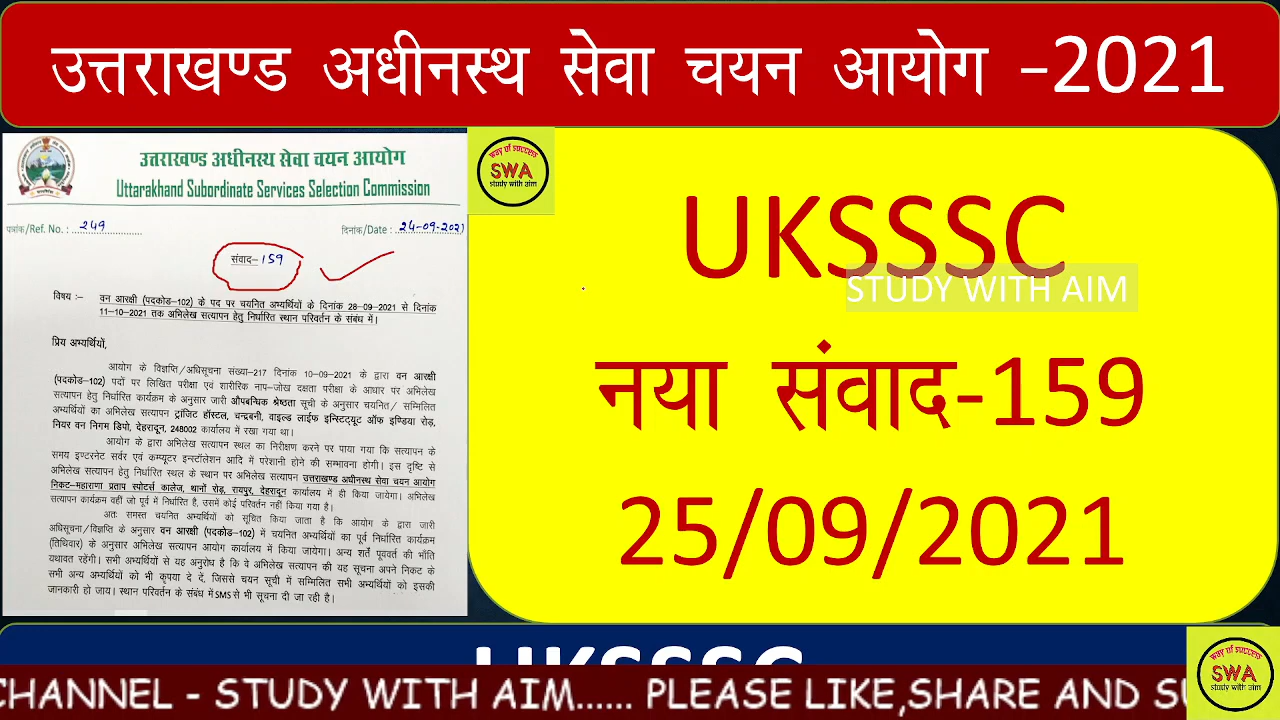 उत्तराखण्ड अधीनस्थ सेवा चयन आयोग -2021
उत्तराखण्ड अधीनस्थ सेवा चयन आयोग
Uttarakhand Subordinate Services Selection Commission
पत्रांक/Ref. No. : 249
दिनांक/Date : 24-09-2021
संवाद-159
विषय :- वन आरक्षी (पदकोड-102) के पद पर चयनित अभ्यर्थियों के दिनांक 28-09-2021 से दिनांक
11-10-2021 तक अभिलेख सत्यापन हेतु निर्धारित स्थान परिवर्तन के संबंध में।
प्रिय अभ्यर्थियों,
आयोग के विज्ञप्ति/अधिसूचना संख्या-217 दिनांक 10-09-2021 के द्वारा वन आरक्षी
(पदकोड-102) पदों पर लिखित परीक्षा एवं शारीरिक नाप-जोख दक्षता परीक्षा के आधार पर अभिलेख
सत्यापन हेतु निर्धारित कार्यक्रम के अनुसार जारी औपबन्धिक श्रेष्ठता सूची के अनुसार चयनित/ सम्मिलित
अभ्यर्थियों का अभिलेख सत्यापन ट्रांजिट हॉस्टल, चन्द्रबनी, वाइल्ड लाईफ इन्स्टिट्यूट ऑफ इण्डिया रोड़,
नियर वन निगम डिपो, देहरादून, 248002 कार्यालय में रखा गया था।
आयोग के द्वारा अभिलेख सत्यापन स्थल का निरीक्षण करने पर पाया गया कि सत्यापन के
समय इण्टरनेट सर्वर एवं कम्प्यूटर इन्स्टॉलेशन आदि में परेशानी होने की सम्भावना होगी। इस दृष्टि से
अभिलेख सत्यापन हेतु निर्धारित स्थल के स्थान पर अभिलेख सत्यापन उत्तराखण्ड अधीनस्थ सेवा चयन आयोग
निकट-महाराणा प्रताप स्पोटर्स कालेज, थानों रोड़, रायपुर, देहरादून कार्यालय में ही किया जायेगा। अभिलेख
सत्यापन कार्यक्रम वहीं जो पूर्व में निर्धारित है, उसमें कोई परिवर्तन नहीं किया गया है।
अतः समस्त चयनित अभ्यर्थियों को सूचित किया जाता है कि आयोग के द्वारा जारी
अधिसूचना/विज्ञप्ति के अनुसार वन आरक्षी (पदकोड-102) में चयनित अभ्यर्थियों का पूर्व निर्धारित कार्यक्रम
(तिथिवार) के अनुसार अभिलेख सत्यापन आयोग कार्यालय में किया जायेगा। अन्य शर्ते पूर्ववर्त की भाँति
यथावत रहेंगी। सभी अभ्यर्थियों से यह अनुरोध है कि वे अभिलेख सत्यापन की यह सूचना अपने निकट के
सभी अन्य अभ्यर्थियों को भी कृपया दे दें, जिससे चयन सूची में सम्मिलित सभी अभ्यर्थियों को इसकी
जानकारी हो जाय। स्थान परिवर्तन के संबंध में SMS से भी सूचना दी जा रही है।
way of success
SWA
study with aim
UKSSSC
STUDY WITH AIM
नया संवाद-159
25/09/2021
UKSSSC
CHANNEL - STUDY WITH AIM...... PLEASE LIKE,SHARE AND SU
way of success
SWA
study with aim